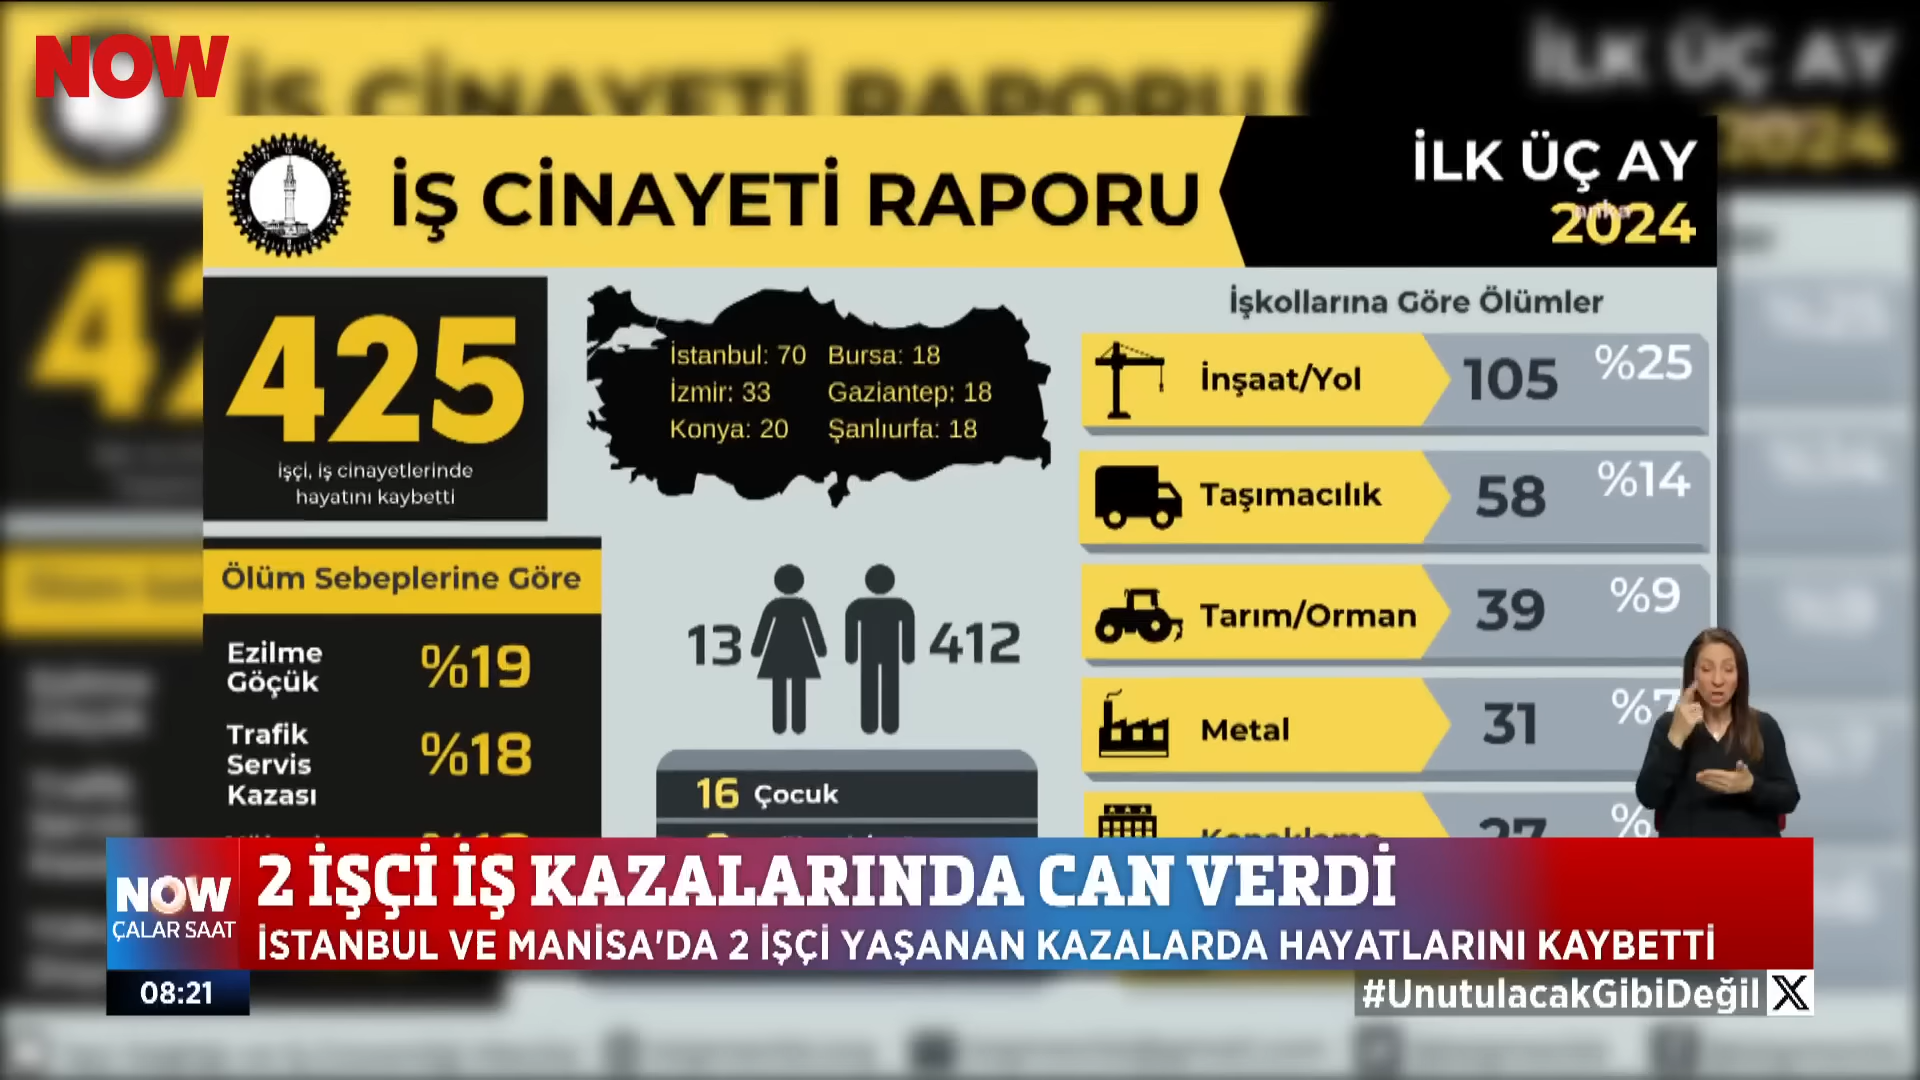 NOW
İŞ CİNAYETİ RAPORU
İLK ÜÇ AY
2024
425
işçi, iş cinayetlerinde
hayatını kaybetti
İstanbul: 70 Bursa: 18
İzmir: 33 Gaziantep: 18
Konya: 20 Şanlıurfa: 18
İşkollarına Göre Ölümler
İnşaat/Yol 105 %25
Taşımacılık 58 %14
Tarım/Orman 39 %9
Metal 31 %7
27
Ölüm Sebeplerine Göre
Ezilme
Göçük
%19
Trafik
Servis
Kazası
%18
13
412
16 Çocuk
NOW
ÇALAR SAAT
2 İŞÇİ İŞ KAZALARINDA CAN VERDİ
İSTANBUL VE MANİSA'DA 2 İŞÇİ YAŞANAN KAZALARDA HAYATLARINI KAYBETTİ
08:21
#UnutulacakGibiDeğil X